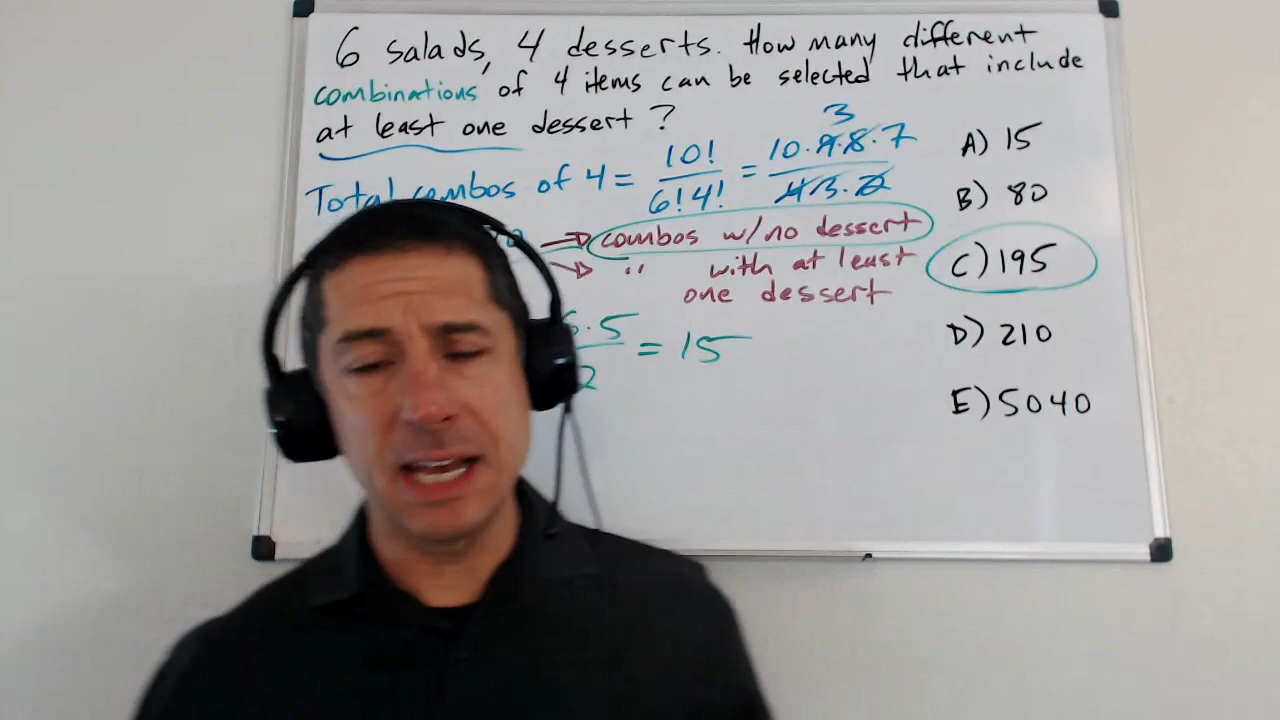 6 salads, 4 desserts. How many different
combinations of 4 items can be selected that include
at least one dessert?
Total combos of 4 = 10!/6!4! = 10·9·8·7/4·3·2
3
combos w/no dessert
" with at least
one dessert
·5/2 = 15
A) 15
B) 80
C) 195
D) 210
E) 5040